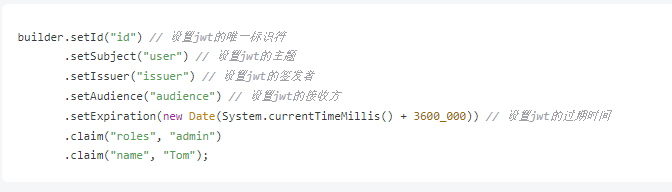 builder.setId("id") // 设置jwt的唯一标识符
.setSubject("user") // 设置jwt的主题
.setIssuer("issuer") // 设置jwt的签发者
.setAudience("audience") // 设置jwt的接收方
.setExpiration(new Date(System.currentTimeMillis() + 3600_000)) // 设置jwt的过期时间
.claim("roles", "admin")
.claim("name", "Tom");